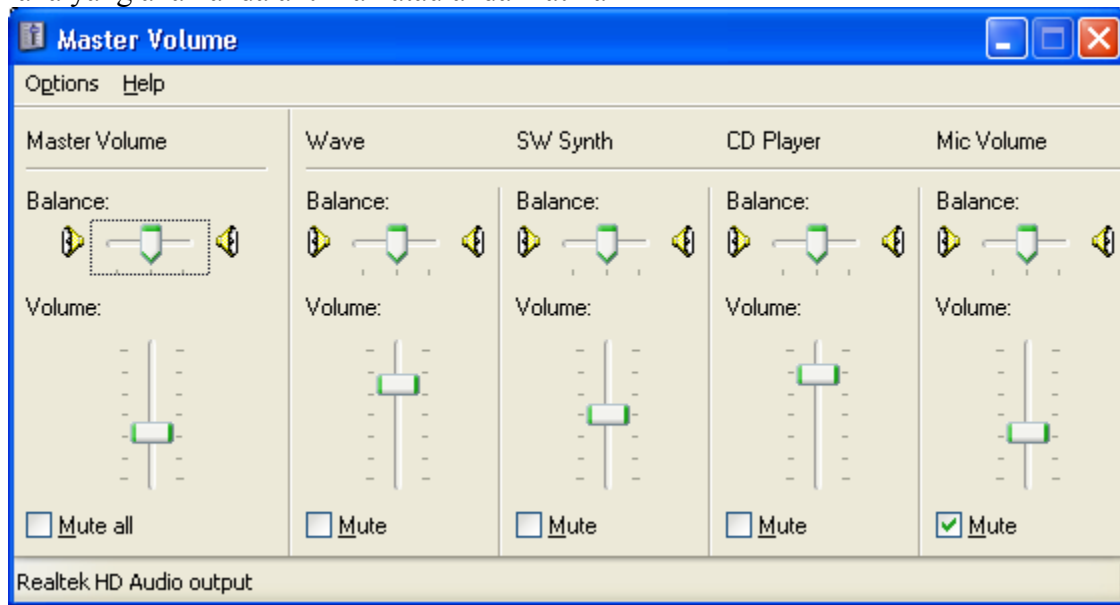 Master Volume
Options Help
Master Volume Wave SW Synth CD Player Mic Volume
Balance: Balance: Balance: Balance: Balance:
Volume: Volume: Volume: Volume: Volume:
Mute all Mute Mute Mute Mute
Realtek HD Audio output